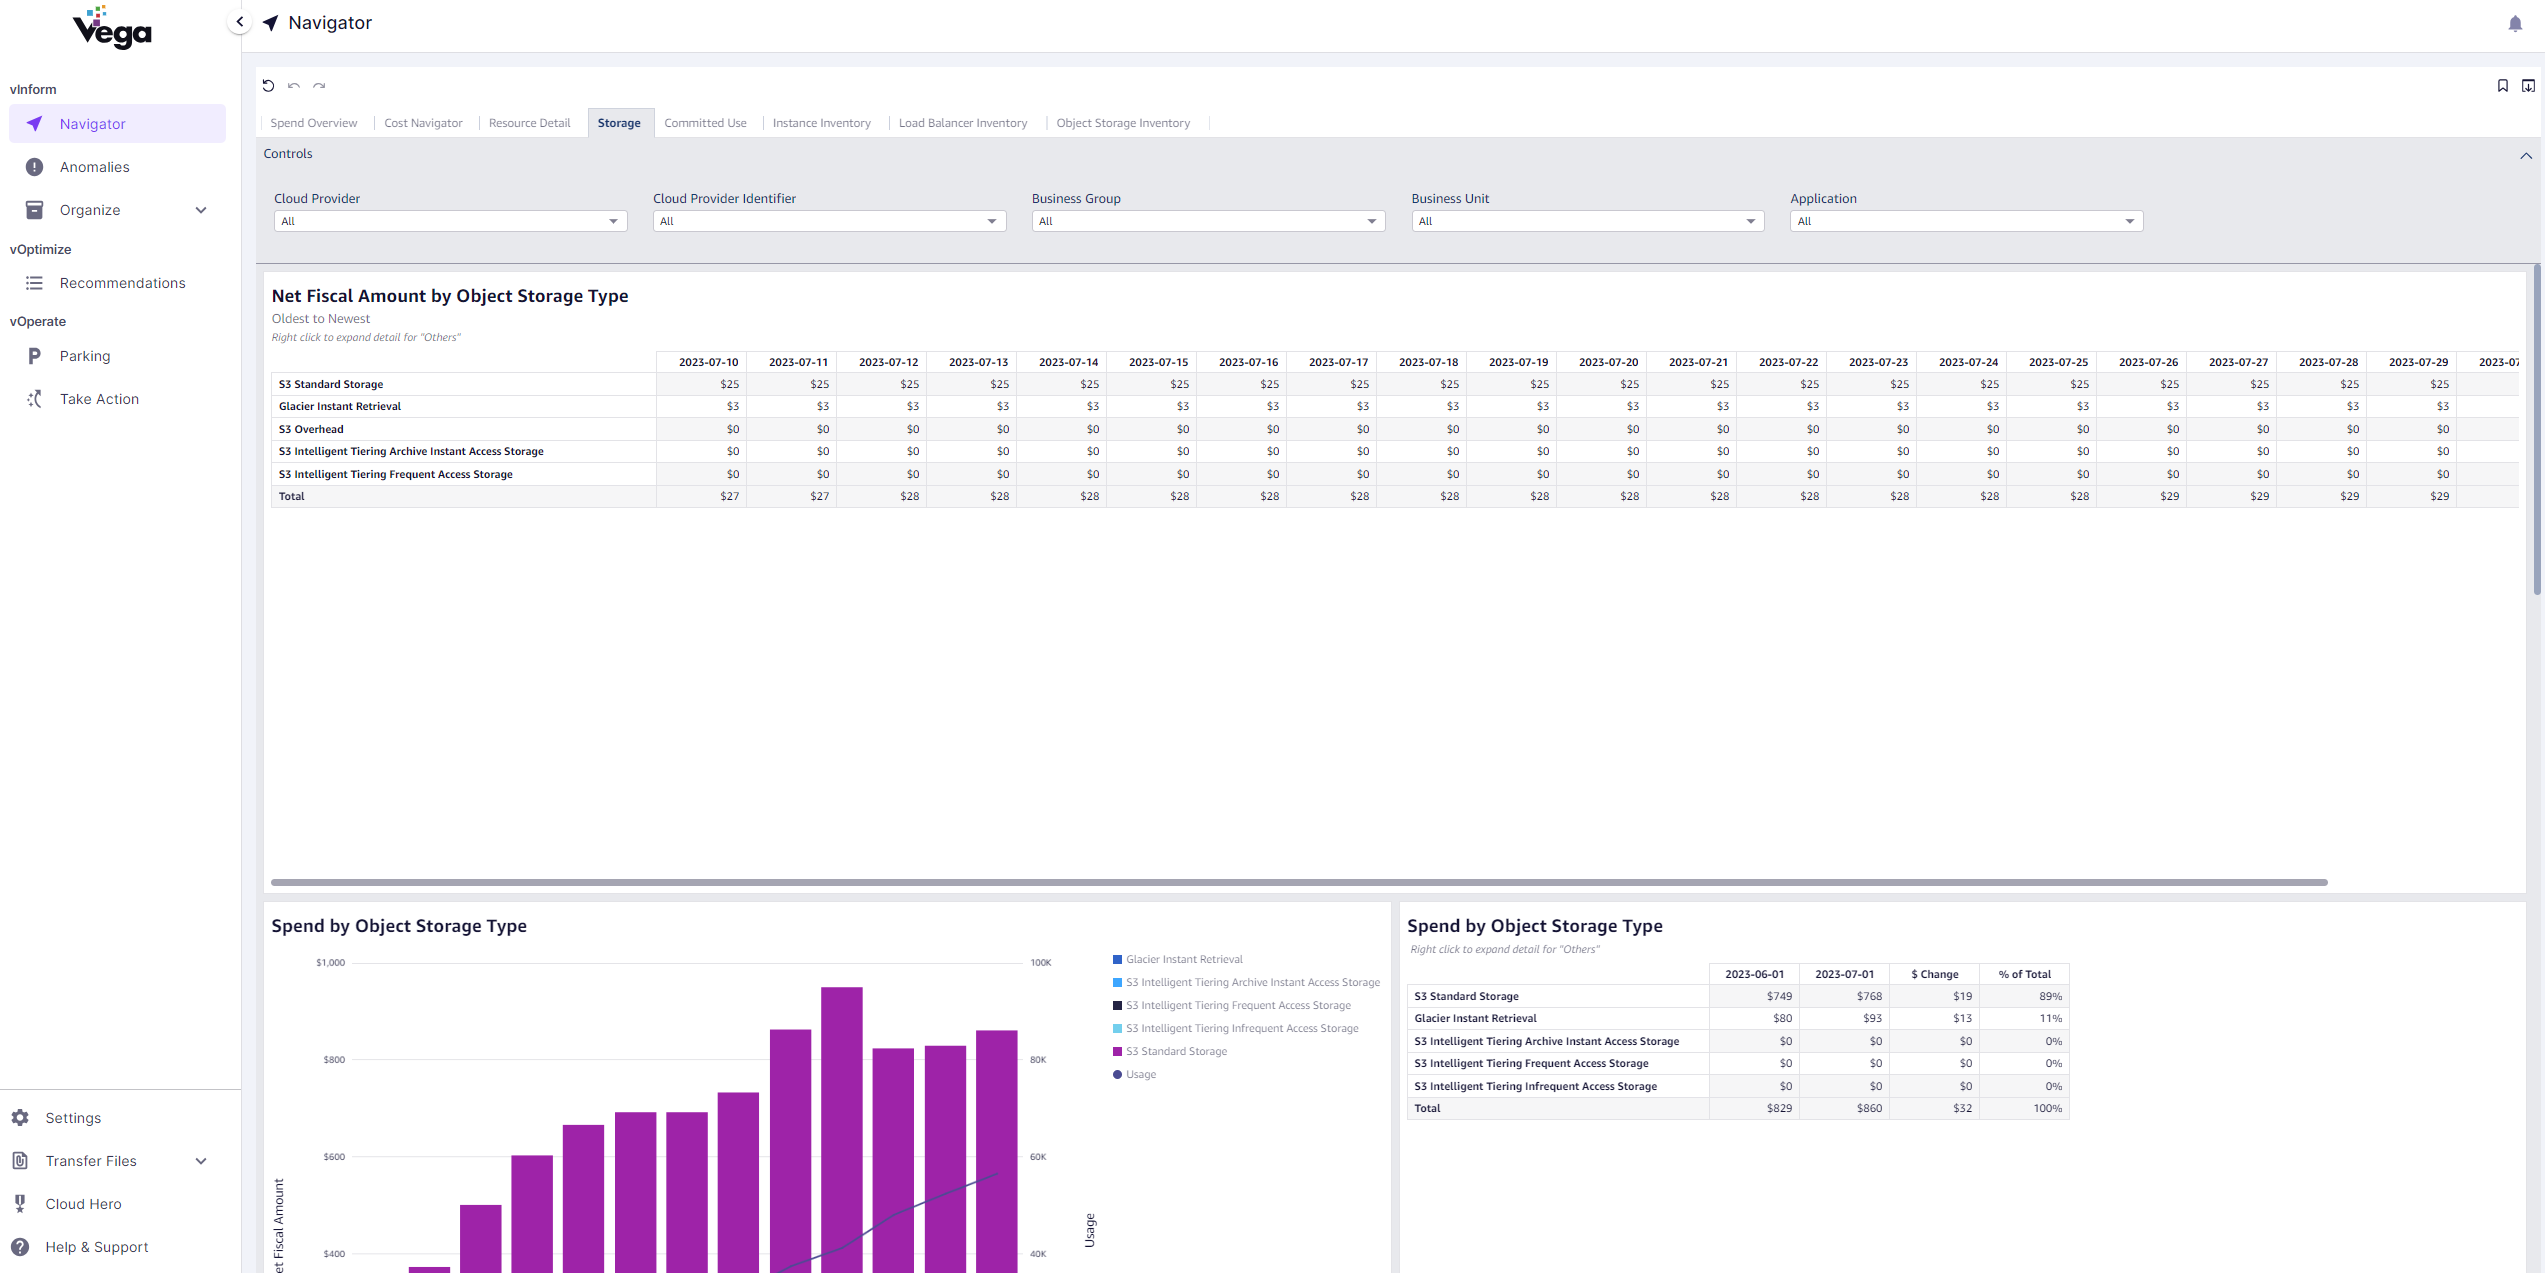 Vega
Navigator
vInform
Navigator
Anomalies
Organize
vOptimize
Recommendations
vOperate
Parking
Take Action
Settings
Transfer Files
Cloud Hero
Help & Support
Spend Overview Cost Navigator Resource Detail Storage Committed Use Instance Inventory Load Balancer Inventory Object Storage Inventory
Controls
Cloud Provider Cloud Provider Identifier Business Group Business Unit Application
All All All All All
Net Fiscal Amount by Object Storage Type
Oldest to Newest
Right click to expand detail for "Others"
2023-07-10 2023-07-11 2023-07-12 2023-07-13 2023-07-14 2023-07-15 2023-07-16 2023-07-17 2023-07-18 2023-07-19 2023-07-20 2023-07-21 2023-07-22 2023-07-23 2023-07-24 2023-07-25 2023-07-26 2023-07-27 2023-07-28 2023-07-29 2023-07
S3 Standard Storage $25 $25 $25 $25 $25 $25 $25 $25 $25 $25 $25 $25 $25 $25 $25 $25 $25 $25 $25 $25
Glacier Instant Retrieval $3 $3 $3 $3 $3 $3 $3 $3 $3 $3 $3 $3 $3 $3 $3 $3 $3 $3 $3 $3
S3 Overhead $0 $0 $0 $0 $0 $0 $0 $0 $0 $0 $0 $0 $0 $0 $0 $0 $0 $0 $0 $0
S3 Intelligent Tiering Archive Instant Access Storage $0 $0 $0 $0 $0 $0 $0 $0 $0 $0 $0 $0 $0 $0 $0 $0 $0 $0 $0 $0
S3 Intelligent Tiering Frequent Access Storage $0 $0 $0 $0 $0 $0 $0 $0 $0 $0 $0 $0 $0 $0 $0 $0 $0 $0 $0 $0
Total $27 $27 $28 $28 $28 $28 $28 $28 $28 $28 $28 $28 $28 $28 $28 $28 $29 $29 $29 $29
Spend by Object Storage Type
$1,000
$800
$600
$400
et Fiscal Amount
100K
80K
60K
40K
Usage
Glacier Instant Retrieval
S3 Intelligent Tiering Archive Instant Access Storage
S3 Intelligent Tiering Frequent Access Storage
S3 Intelligent Tiering Infrequent Access Storage
S3 Standard Storage
Usage
Spend by Object Storage Type
Right click to expand detail for "Others"
2023-06-01 2023-07-01 $ Change % of Total
S3 Standard Storage $749 $768 $19 89%
Glacier Instant Retrieval $80 $93 $13 11%
S3 Intelligent Tiering Archive Instant Access Storage $0 $0 $0 0%
S3 Intelligent Tiering Frequent Access Storage $0 $0 $0 0%
S3 Intelligent Tiering Infrequent Access Storage $0 $0 $0 0%
Total $829 $860 $32 100%